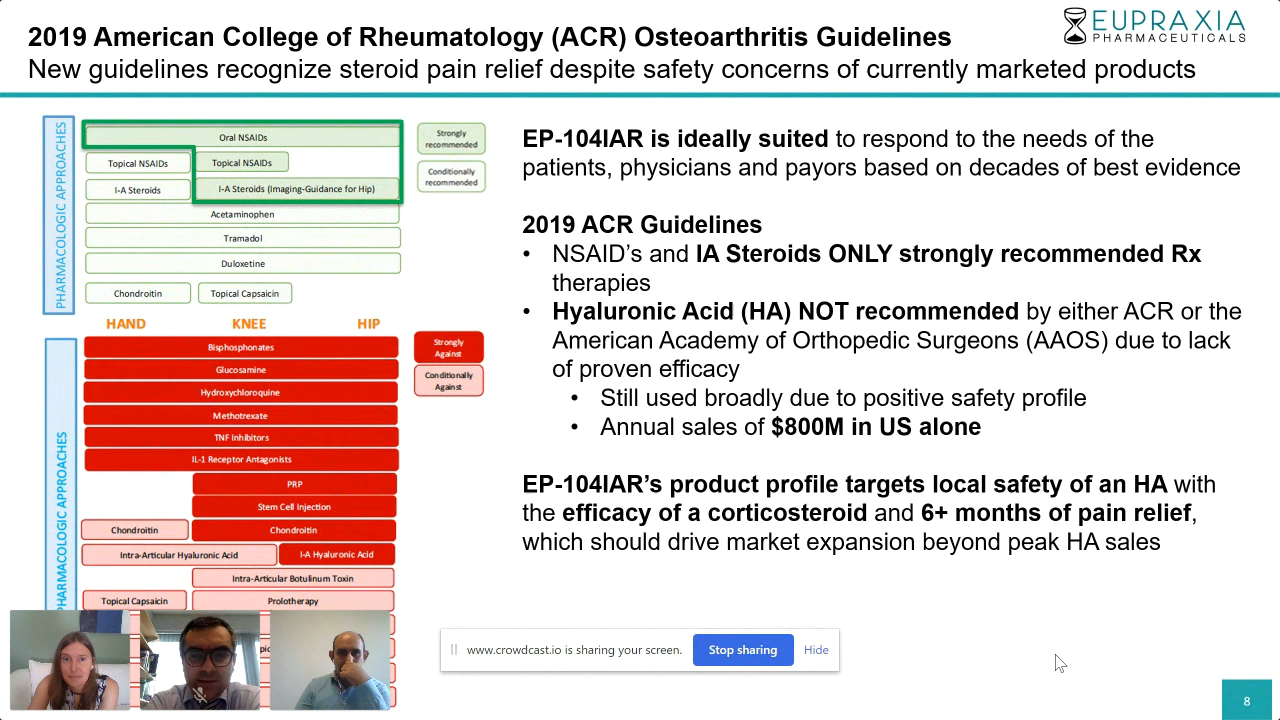 2019 American College of Rheumatology (ACR) Osteoarthritis Guidelines
New guidelines recognize steroid pain relief despite safety concerns of currently marketed products
EUPRAXIA
PHARMACEUTICALS
PHARMACOLOGIC APPROACHES
Oral NSAIDs
Topical NSAIDs
Topical NSAIDs
I-A Steroids
I-A Steroids (Imaging-Guidance for Hip)
Acetaminophen
Tramadol
Duloxetine
Chondroitin
Topical Capsaicin
Strongly
recommended
Conditionally
recommended
HAND KNEE HIP
PHARMACOLOGIC APPROACHES
Bisphosphonates
Glucosamine
Hydroxychloroquine
Methotrexate
TNF Inhibitors
IL-1 Receptor Antagonists
PRP
Stem Cell Injection
Chondroitin
Chondroitin
Intra-Articular Hyaluronic Acid
I-A Hyaluronic Acid
Intra-Articular Botulinum Toxin
Topical Capsaicin
Prolotherapy
Strongly
Against
Conditionally
Against
EP-104IAR is ideally suited to respond to the needs of the
patients, physicians and payors based on decades of best evidence
2019 ACR Guidelines
• NSAID’s and IA Steroids ONLY strongly recommended Rx
therapies
• Hyaluronic Acid (HA) NOT recommended by either ACR or the
American Academy of Orthopedic Surgeons (AAOS) due to lack
of proven efficacy
• Still used broadly due to positive safety profile
• Annual sales of $800M in US alone
EP-104IAR’s product profile targets local safety of an HA with
the efficacy of a corticosteroid and 6+ months of pain relief,
which should drive market expansion beyond peak HA sales
www.crowdcast.io is sharing your screen.
Stop sharing
Hide
8